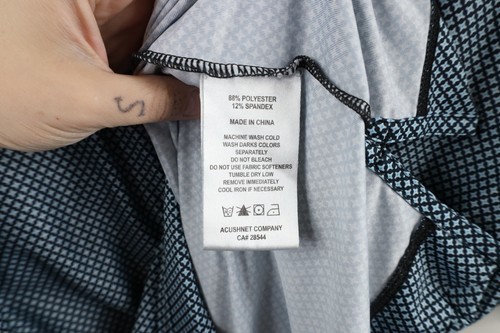 S
88% POLYESTER
12% SPANDEX
MADE IN CHINA
MACHINE WASH COLD
WASH DARKS COLORS
SEPARATELY
DO NOT BLEACH
DO NOT USE FABRIC SOFTENERS
TUMBLE DRY LOW
REMOVE IMMEDIATELY
COOL IRON IF NECESSARY
ACUSHNET COMPANY
CA# 28544